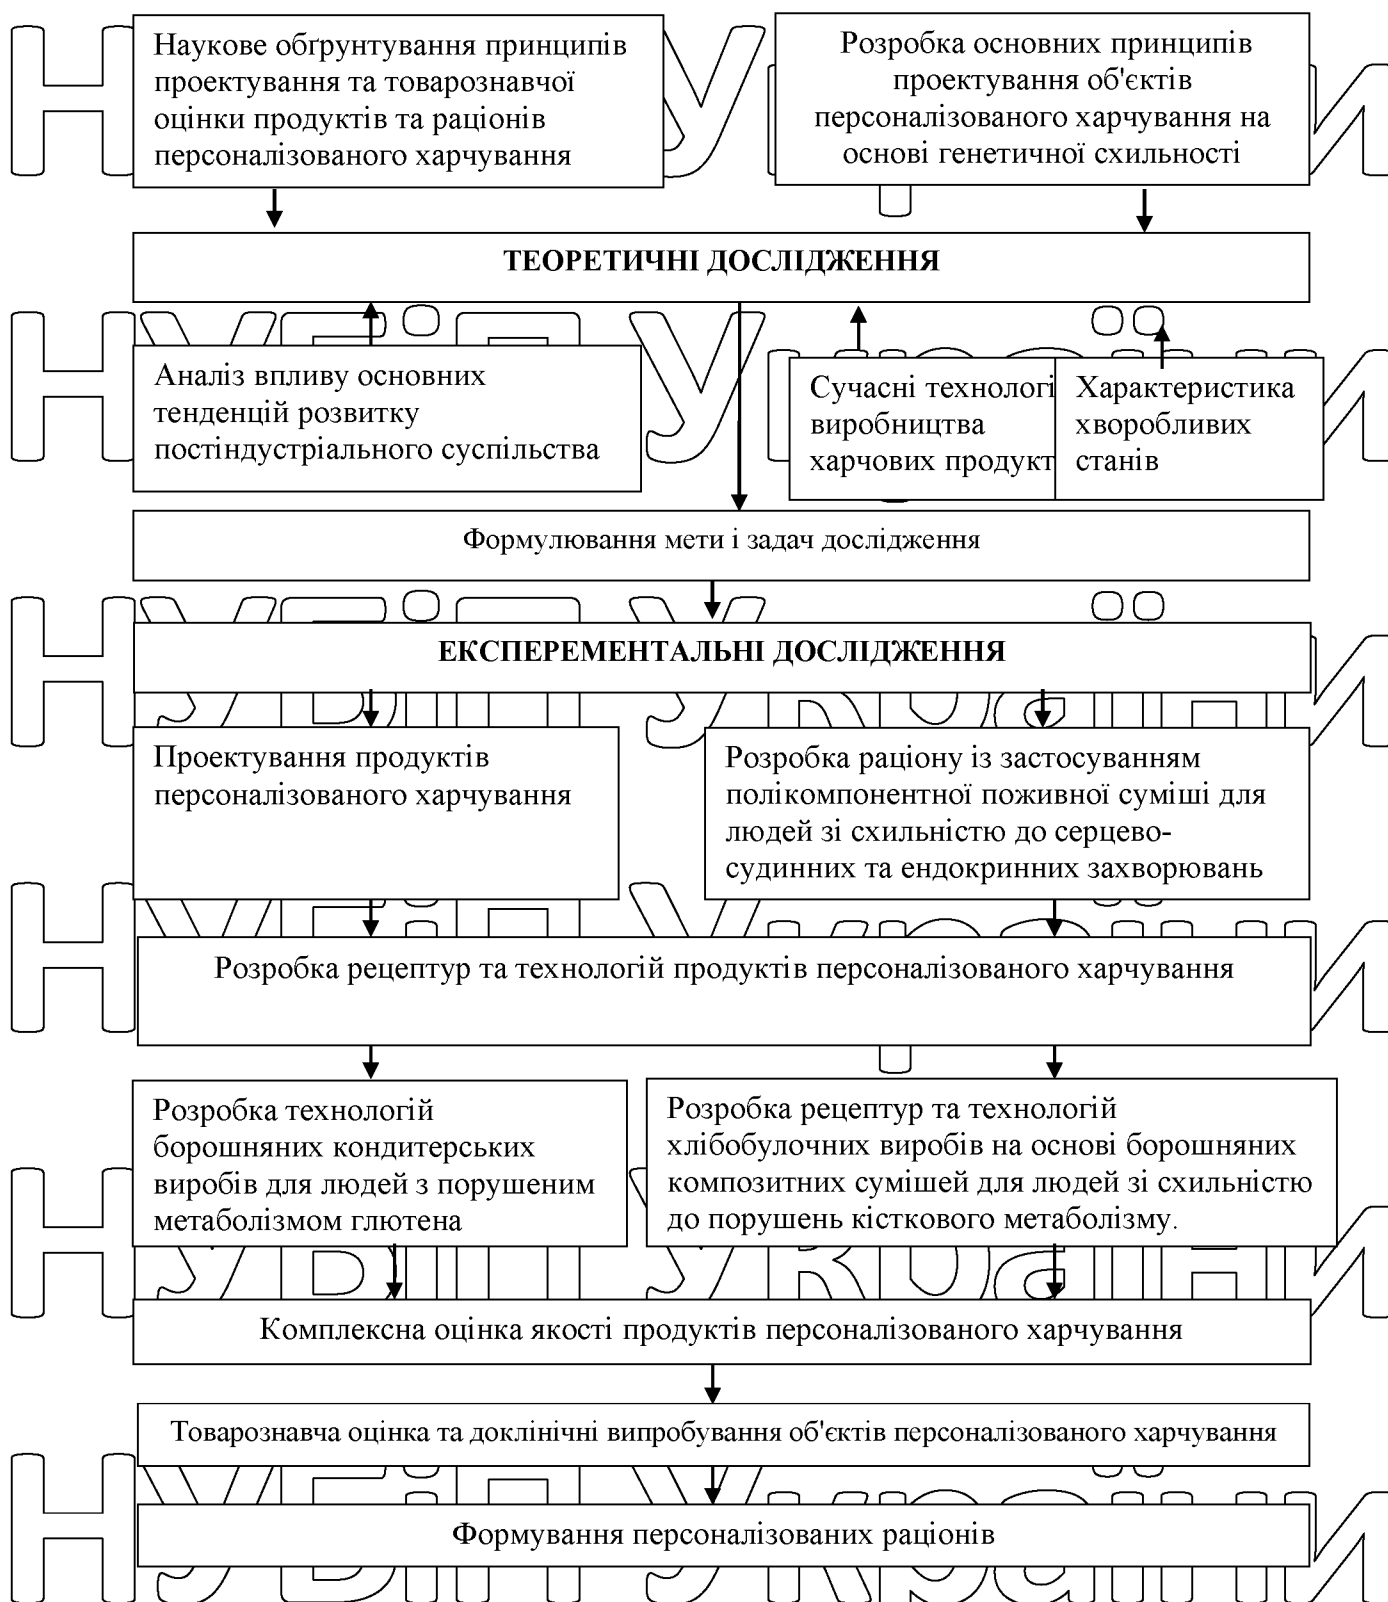 Наукове обґрунтування принципів
проектування та товарознавчої
оцінки продуктів та раціонів
персоналізованого харчування
Розробка основних принципів
проектування об'єктів
персоналізованого харчування на
основі генетичної схильності
ТЕОРЕТИЧНІ ДОСЛІДЖЕННЯ
Аналіз впливу основних
тенденцій розвитку
постіндустріального суспільства
Сучасні технологі
виробництва
харчових продукт
Характеристика
хворобливих
станів
Формулювання мети і задач дослідження
ЕКСПЕРЕМЕНТАЛЬНІ ДОСЛІДЖЕННЯ
Проектування продуктів
персоналізованого харчування
Розробка раціону із застосуванням
полікомпонентної поживної суміші для
людей зі схильністю до серцево-
судинних та ендокринних захворювань
Розробка рецептур та технологій продуктів персоналізованого харчування
Розробка технологій
борошняних кондитерських
виробів для людей з порушеним
метаболізмом глютена
Розробка рецептур та технологій
хлібобулочних виробів на основі борошняних
композитних сумішей для людей зі схильністю
до порушень кісткового метаболізму.
Комплексна оцінка якості продуктів персоналізованого харчування
Товарознавча оцінка та доклінічні випробування об'єктів персоналізованого харчування
Формування персоналізованих раціонів